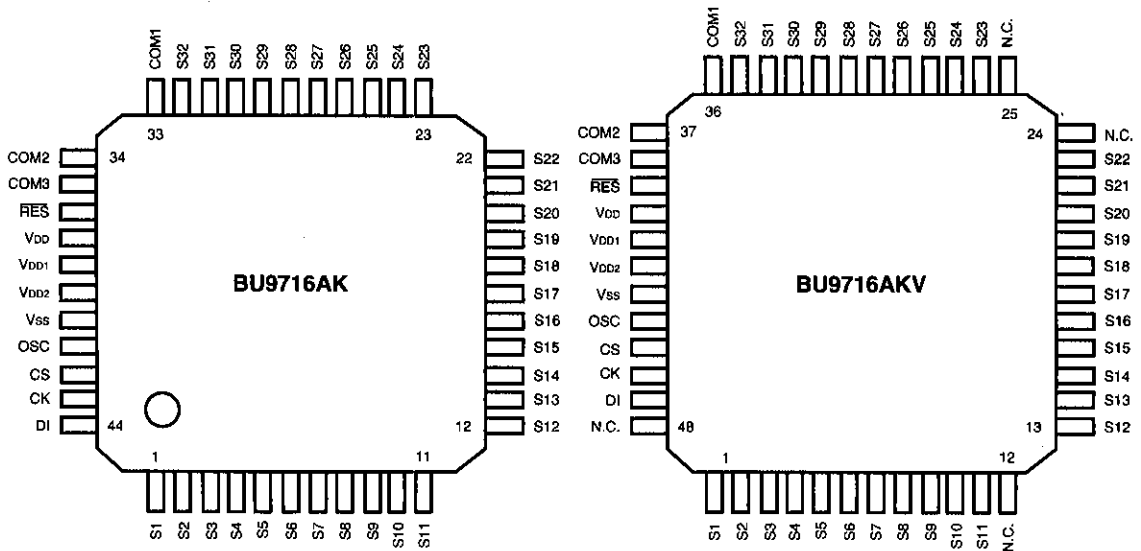 COM1 S32 S31 S30 S29 S28 S27 S26 S25 S24 S23
33 23
COM2 34 22 S22
COM3 S21
RES S20
VDD S19
VDD1 S18
VDD2 S17
VSS S16
OSC S15
CS S14
CK S13
DI 44 12 S12
BU9716AK
1 11
S1 S2 S3 S4 S5 S6 S7 S8 S9 S10 S11
COM1 S32 S31 S30 S29 S28 S27 S26 S25 S24 S23 N.C.
36 25
COM2 37 24 N.C.
COM3 S22
RES S21
VDD S20
VDD1 S19
VDD2 S18
VSS S17
OSC S16
CS S15
CK S14
DI S13
N.C. 48 13 S12
BU9716AKV
1 12
S1 S2 S3 S4 S5 S6 S7 S8 S9 S10 S11 N.C.